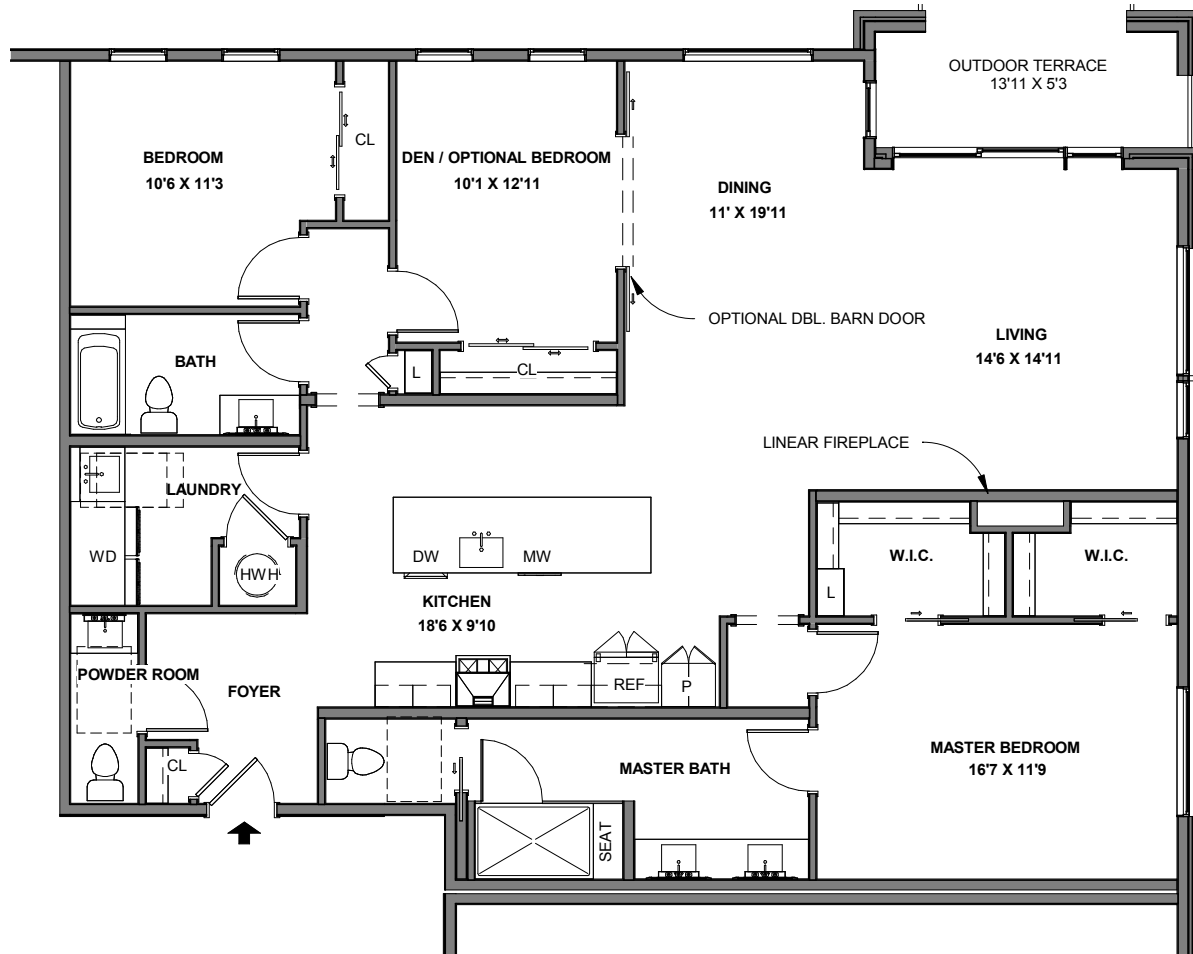 OUTDOOR TERRACE
13'11 X 5'3
BEDROOM
10'6 X 11'3
CL
DEN / OPTIONAL BEDROOM
10'1 X 12'11
DINING
11' X 19'11
OPTIONAL DBL. BARN DOOR
LIVING
14'6 X 14'11
BATH
L
CL
LINEAR FIREPLACE
LAUNDRY
WD
HWH
DW
MW
KITCHEN
18'6 X 9'10
W.I.C.
W.I.C.
L
POWDER ROOM
FOYER
REF
P
CL
MASTER BATH
MASTER BEDROOM
16'7 X 11'9
SEAT